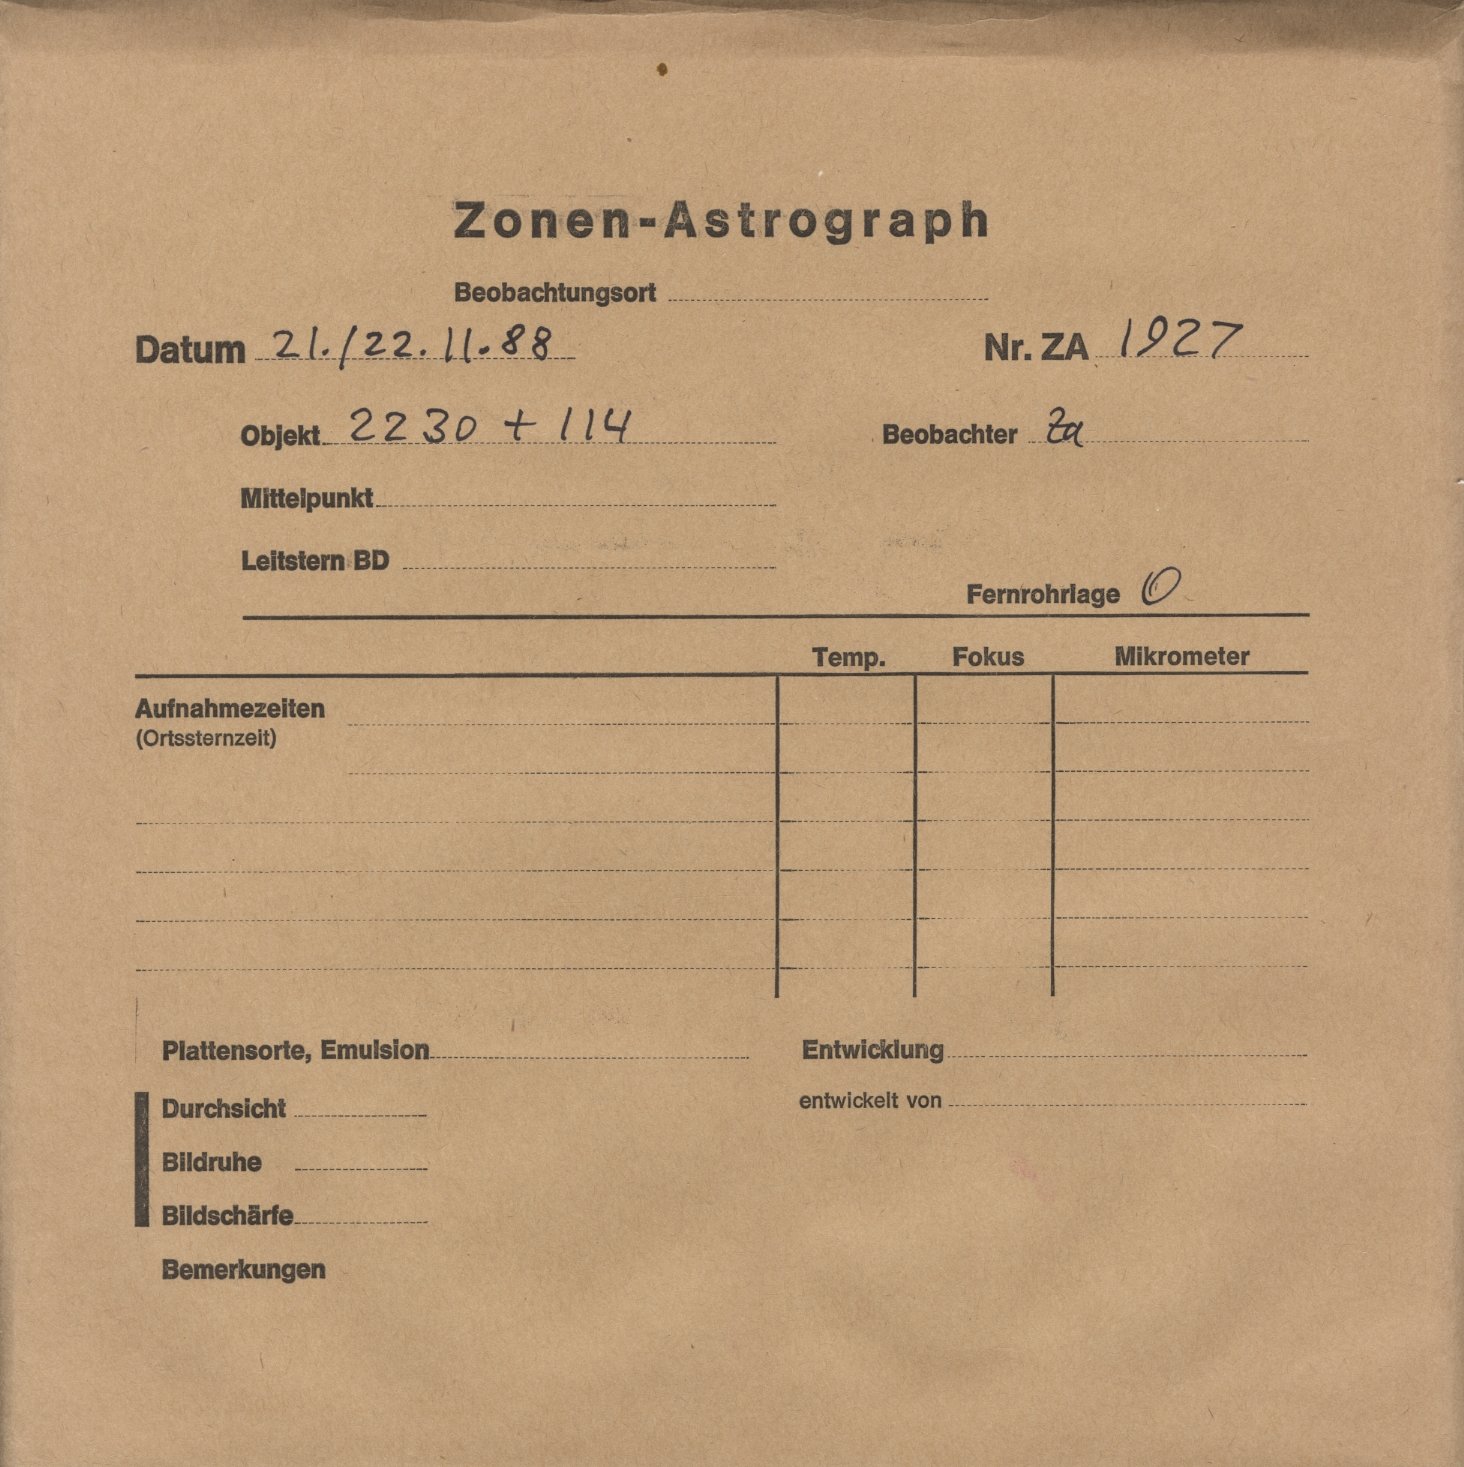 Zonen-Astrograph
Beobachtungsort
Datum 21./22.11.88 Nr. ZA 1927
Objekt 2230 + 114 Beobachter Za
Mittelpunkt
Leitstern BD
Fernrohrlage O
Temp. Fokus Mikrometer
Aufnahmezeiten
(Ortssternzeit)
Plattensorte, Emulsion Entwicklung
Durchsicht entwickelt von
Bildruhe
Bildschärfe
Bemerkungen